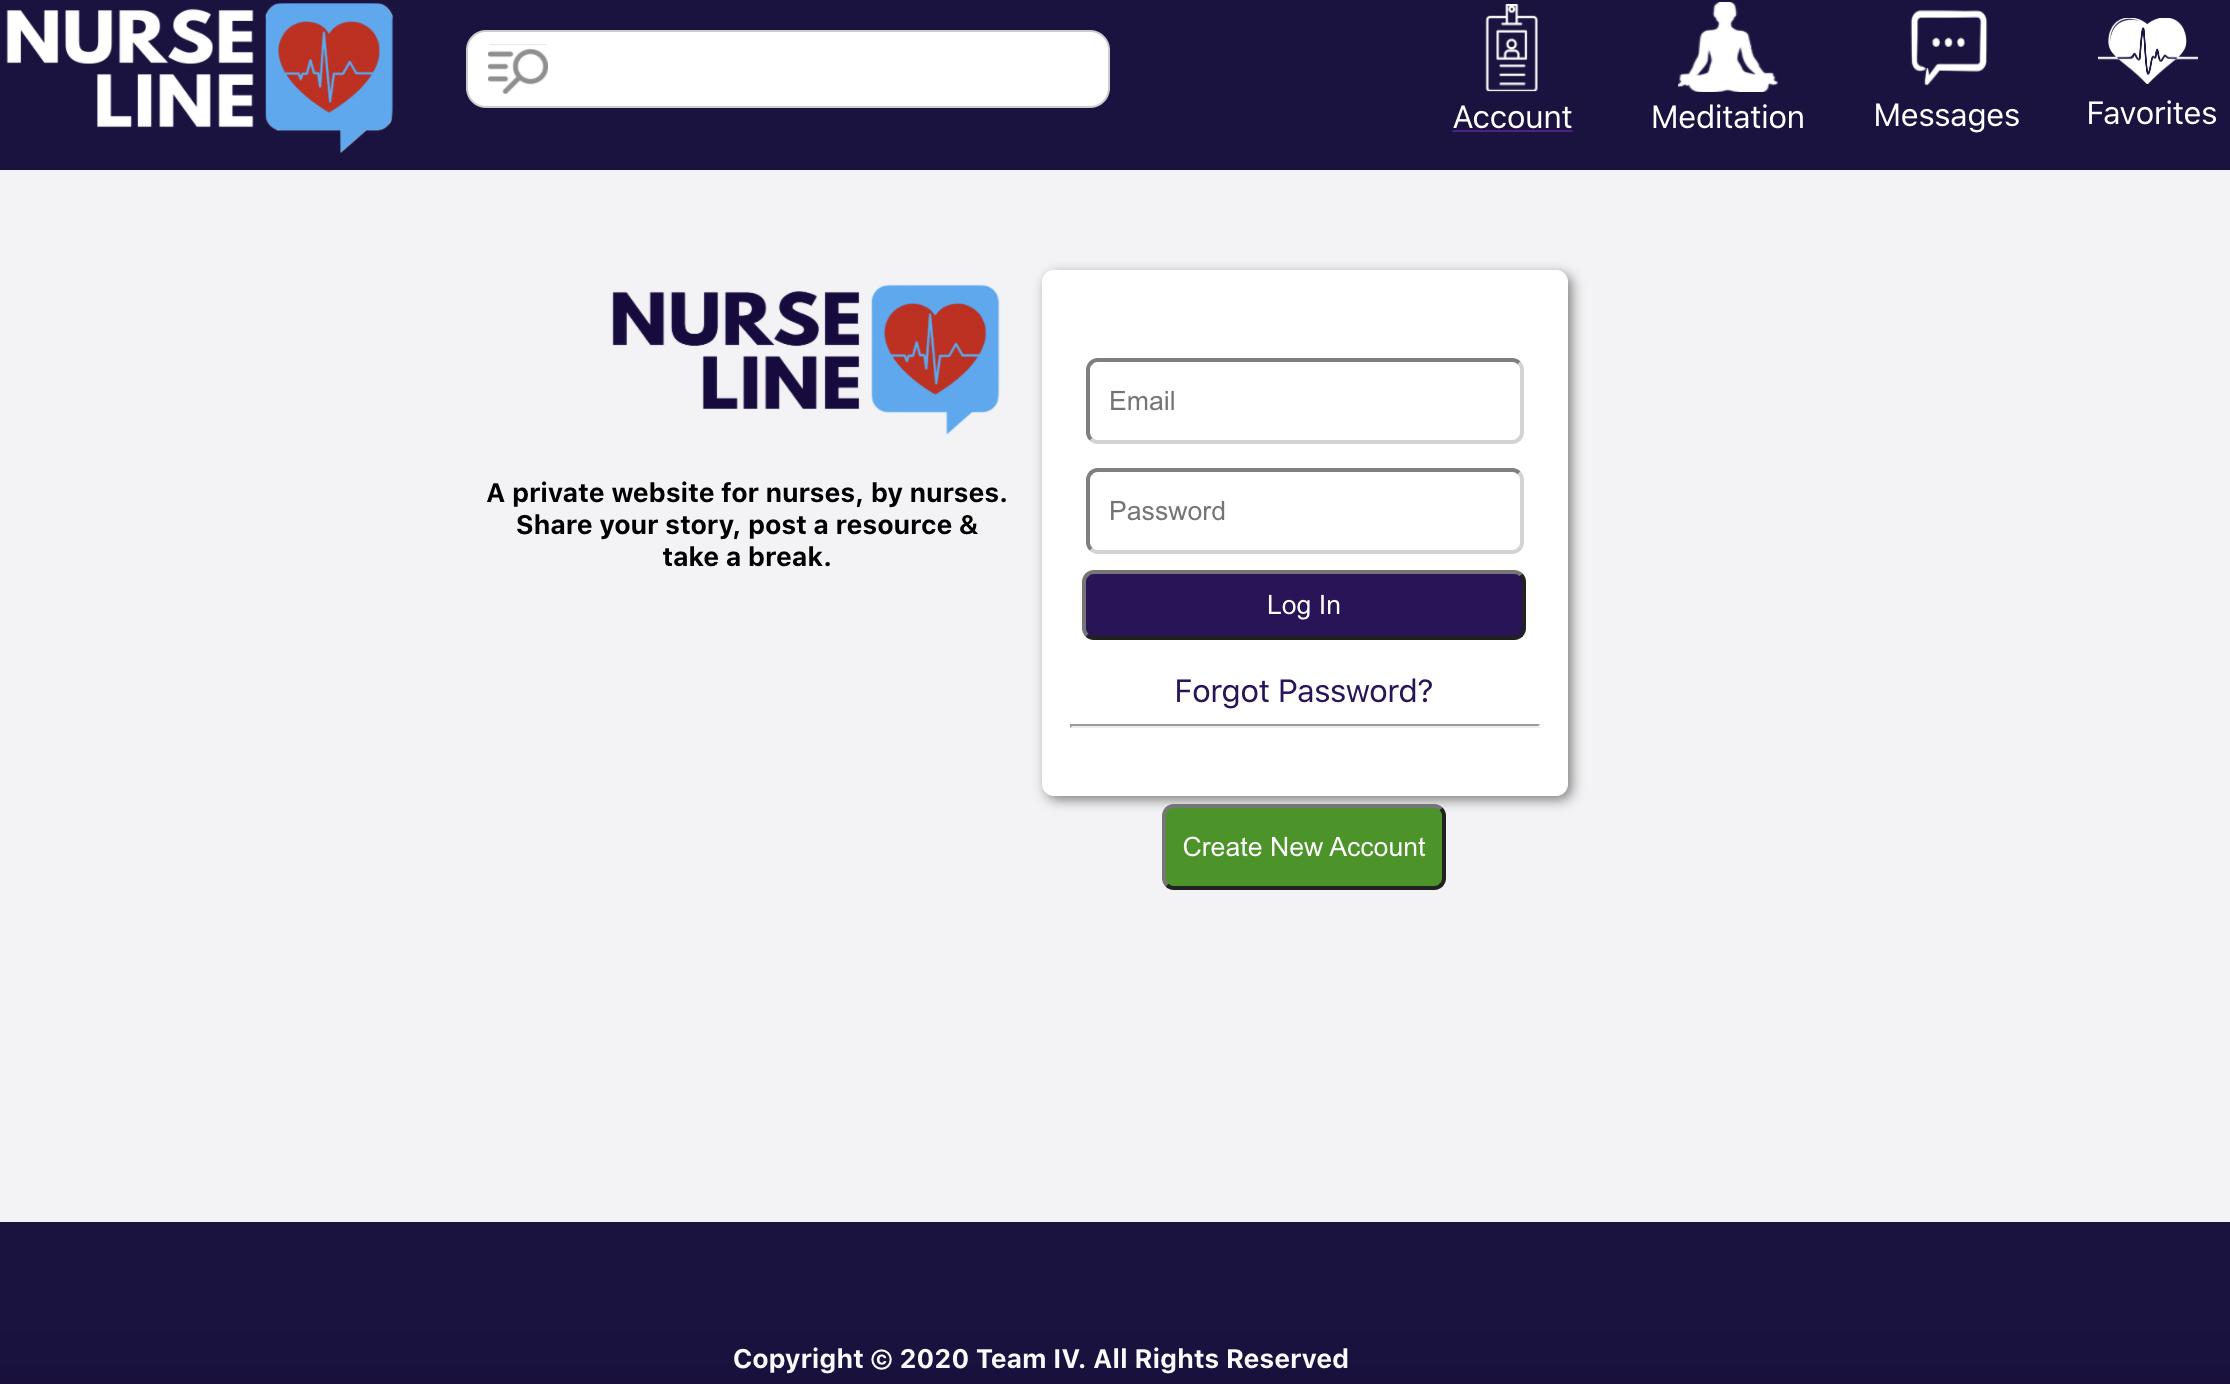 NURSE
LINE
Account
Meditation
Messages
Favorites
NURSE
LINE
A private website for nurses, by nurses.
Share your story, post a resource &
take a break.
Email
Password
Log In
Forgot Password?
Create New Account
Copyright © 2020 Team IV. All Rights Reserved